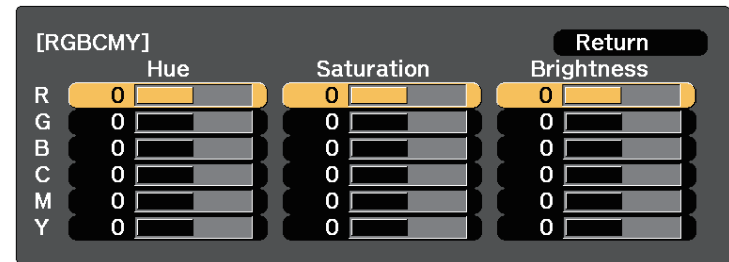 [RGBCMY] Return
Hue Saturation Brightness
R 0 0 0
G 0 0 0
B 0 0 0
C 0 0 0
M 0 0 0
Y 0 0 0